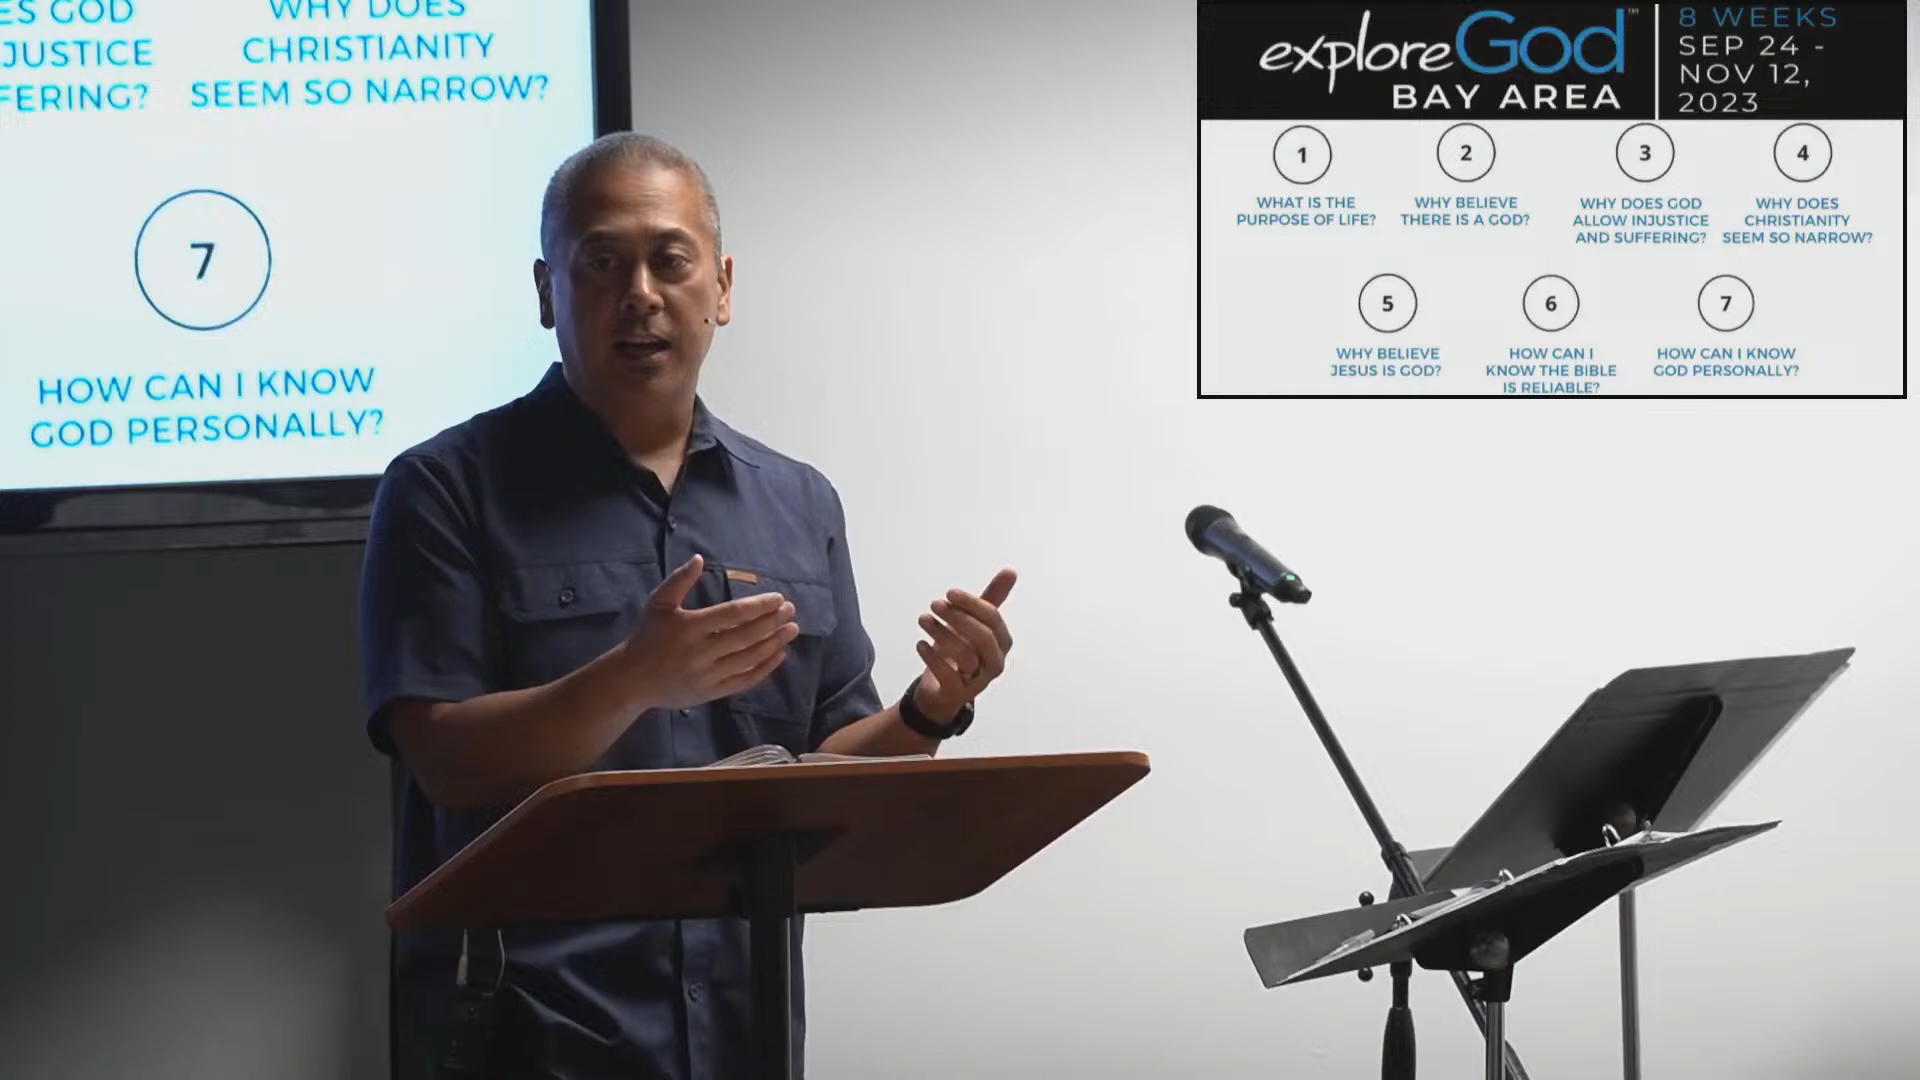 ES GOD
JUSTICE
FERING?
WHY DOES
CHRISTIANITY
SEEM SO NARROW?
7
HOW CAN I KNOW
GOD PERSONALLY?
exploreGod™
BAY AREA
8 WEEKS
SEP 24 -
NOV 12,
2023
1
WHAT IS THE
PURPOSE OF LIFE?
2
WHY BELIEVE
THERE IS A GOD?
3
WHY DOES GOD
ALLOW INJUSTICE
AND SUFFERING?
4
WHY DOES
CHRISTIANITY
SEEM SO NARROW?
5
WHY BELIEVE
JESUS IS GOD?
6
HOW CAN I
KNOW THE BIBLE
IS RELIABLE?
7
HOW CAN I KNOW
GOD PERSONALLY?